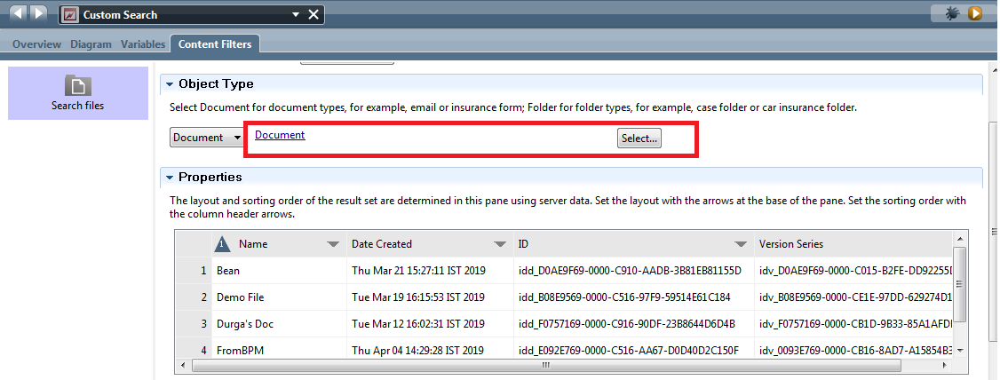 Custom Search
Overview Diagram Variables Content Filters
Search files
Object Type
Select Document for document types, for example, email or insurance form; Folder for folder types, for example, case folder or car insurance folder.
Document Document Select...
Properties
The layout and sorting order of the result set are determined in this pane using server data. Set the layout with the arrows at the base of the pane. Set the sorting order with
the column header arrows.
1 Name Date Created ID Version Series
1 Bean Thu Mar 21 15:27:11 IST 2019 idd_D0AE9F69-0000-C910-AADB-3B81EB81155D idv_D0AE9F69-0000-C015-B2FE-DD92255D
2 Demo File Tue Mar 19 16:15:53 IST 2019 idd_B08E9569-0000-C516-97F9-59514E61C184 idv_B08E9569-0000-CE1E-97DD-629274D1
3 Durga's Doc Tue Mar 12 16:02:31 IST 2019 idd_F0757169-0000-C916-90DF-23B8644D6D4B idv_F0757169-0000-CB1D-9B33-85A1AFD
4 FromBPM Thu Apr 04 14:29:28 IST 2019 idd_E092E769-0000-C516-AA67-D0D40D2C150F idv_0093E769-0000-CB16-8AD7-A15854B3